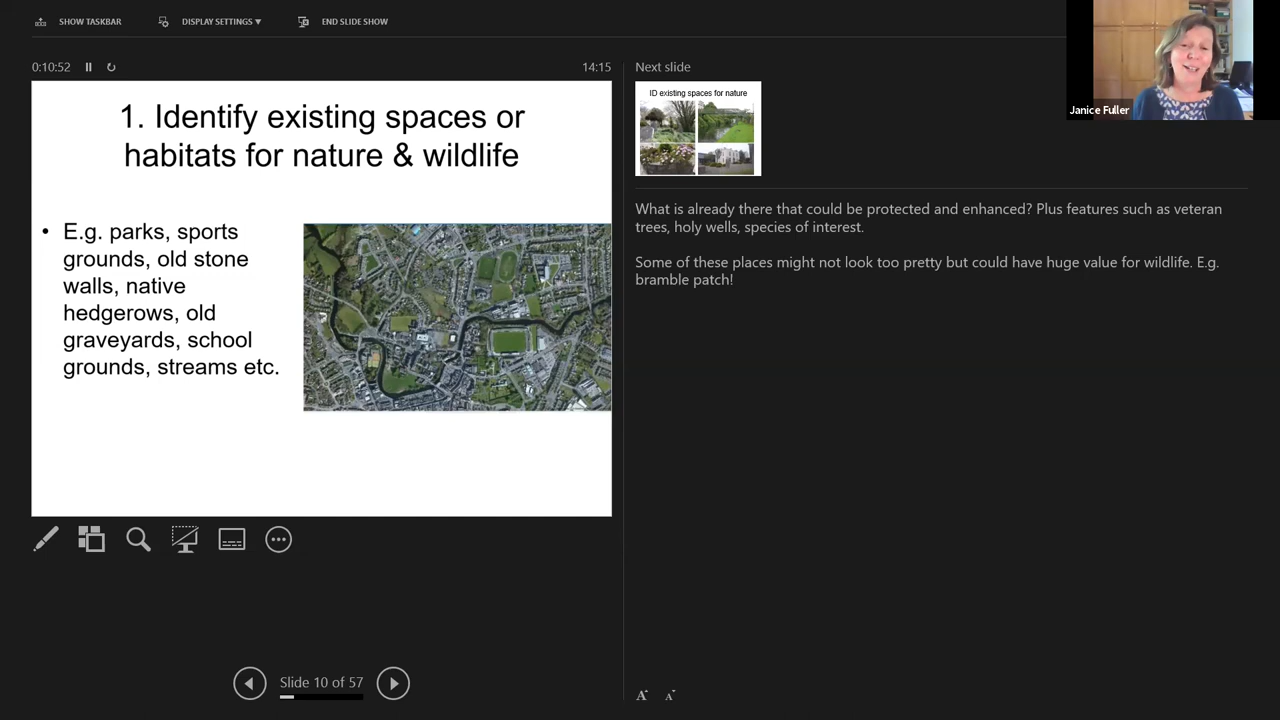 SHOW TASKBAR
DISPLAY SETTINGS ▼
END SLIDE SHOW
0:10:52
14:15
1. Identify existing spaces or
habitats for nature & wildlife
• E.g. parks, sports
grounds, old stone
walls, native
hedgerows, old
graveyards, school
grounds, streams etc.
Slide 10 of 57
Next slide
ID existing spaces for nature
What is already there that could be protected and enhanced? Plus features such as veteran
trees, holy wells, species of interest.
Some of these places might not look too pretty but could have huge value for wildlife. E.g.
bramble patch!
A A
Janice Fuller